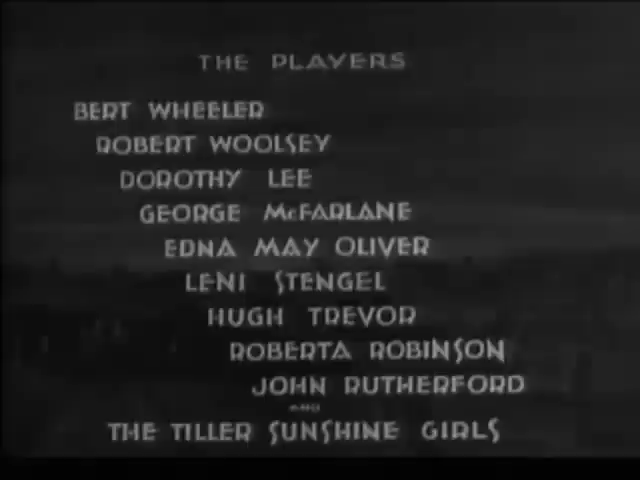 THE PLAYERS
BERT WHEELER
ROBERT WOOLSEY
DOROTHY LEE
GEORGE McFARLANE
EDNA MAY OLIVER
LENI STENGEL
HUGH TREVOR
ROBERTA ROBINSON
JOHN RUTHERFORD
AND
THE TILLER SUNSHINE GIRLS